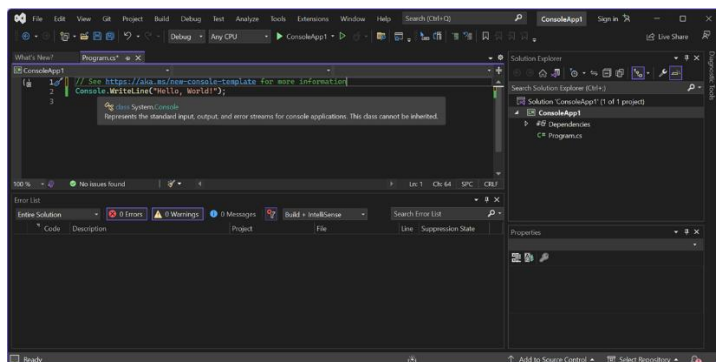 File Edit View Git Project Build Debug Test Analyze Tools Extensions Window Help Search (Ctrl+Q) ConsoleApp1 Sign in
Debug Any CPU ConsoleApp1 Live Share
What's New? Program.cs*
ConsoleApp1
1 // See https://aka.ms/new-console-template for more information
2 Console.WriteLine("Hello, World!");
3
class System.Console
Represents the standard input, output, and error streams for console applications. This class cannot be inherited.
100 % No issues found Ln: 1 Ch: 64 SPC CRLF
Error List
Entire Solution 0 Errors 0 Warnings 0 Messages Build + IntelliSense Search Error List
Code Description Project File Line Suppression State
Solution Explorer
Search Solution Explorer (Ctrl+;)
Solution 'ConsoleApp1' (1 of 1 project)
ConsoleApp1
Dependencies
C# Program.cs
Properties
Diagnostic Tools
Ready Add to Source Control Select Repository